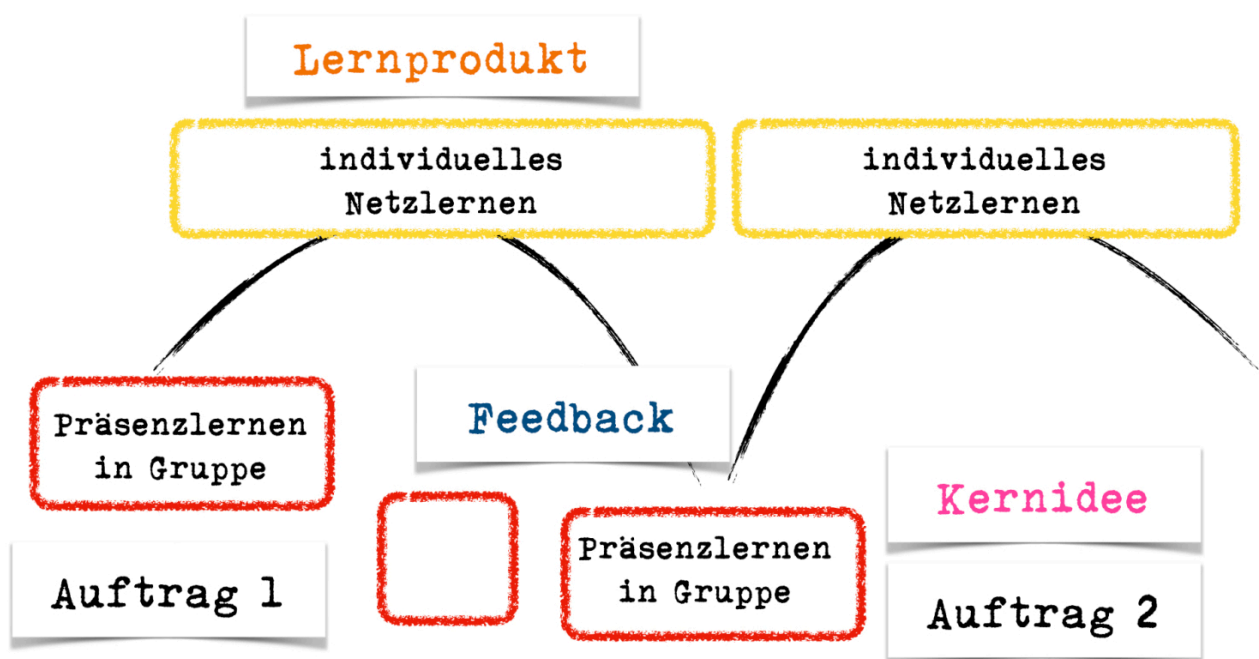 Lernprodukt
individuelles
Netzlernen
individuelles
Netzlernen
Präsenzlernen
in Gruppe
Feedback
Kernidee
Präsenzlernen
in Gruppe
Auftrag 1
Auftrag 2